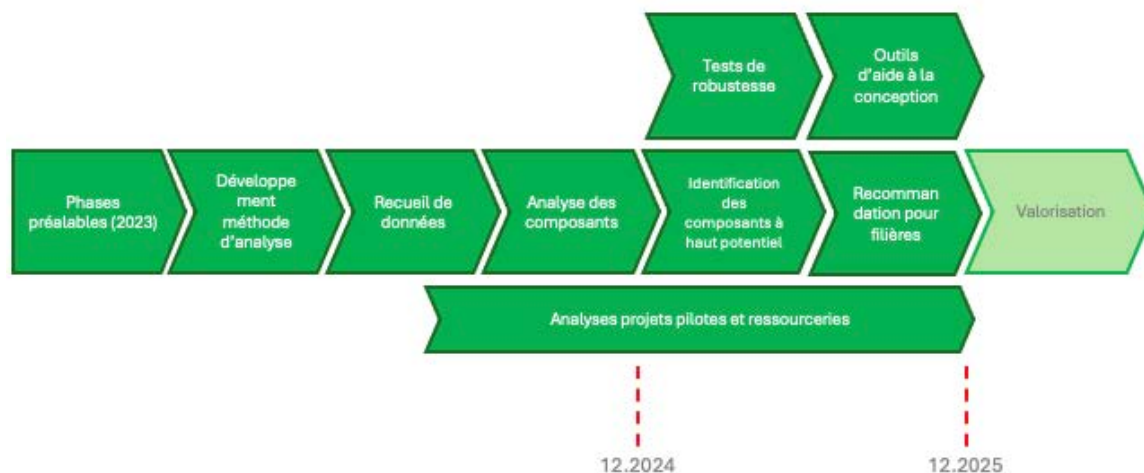 Tests de
robustesse
Outils
d'aide à la
conception
Phases
préalables (2023)
Développe
ment
méthode
d'analyse
Recueil de
données
Analyse des
composants
Identification
des
composants à
haut potentiel
Recomman
dation pour
filières
Valorisation
Analyses projets pilotes et ressourceries
12.2024
12.2025